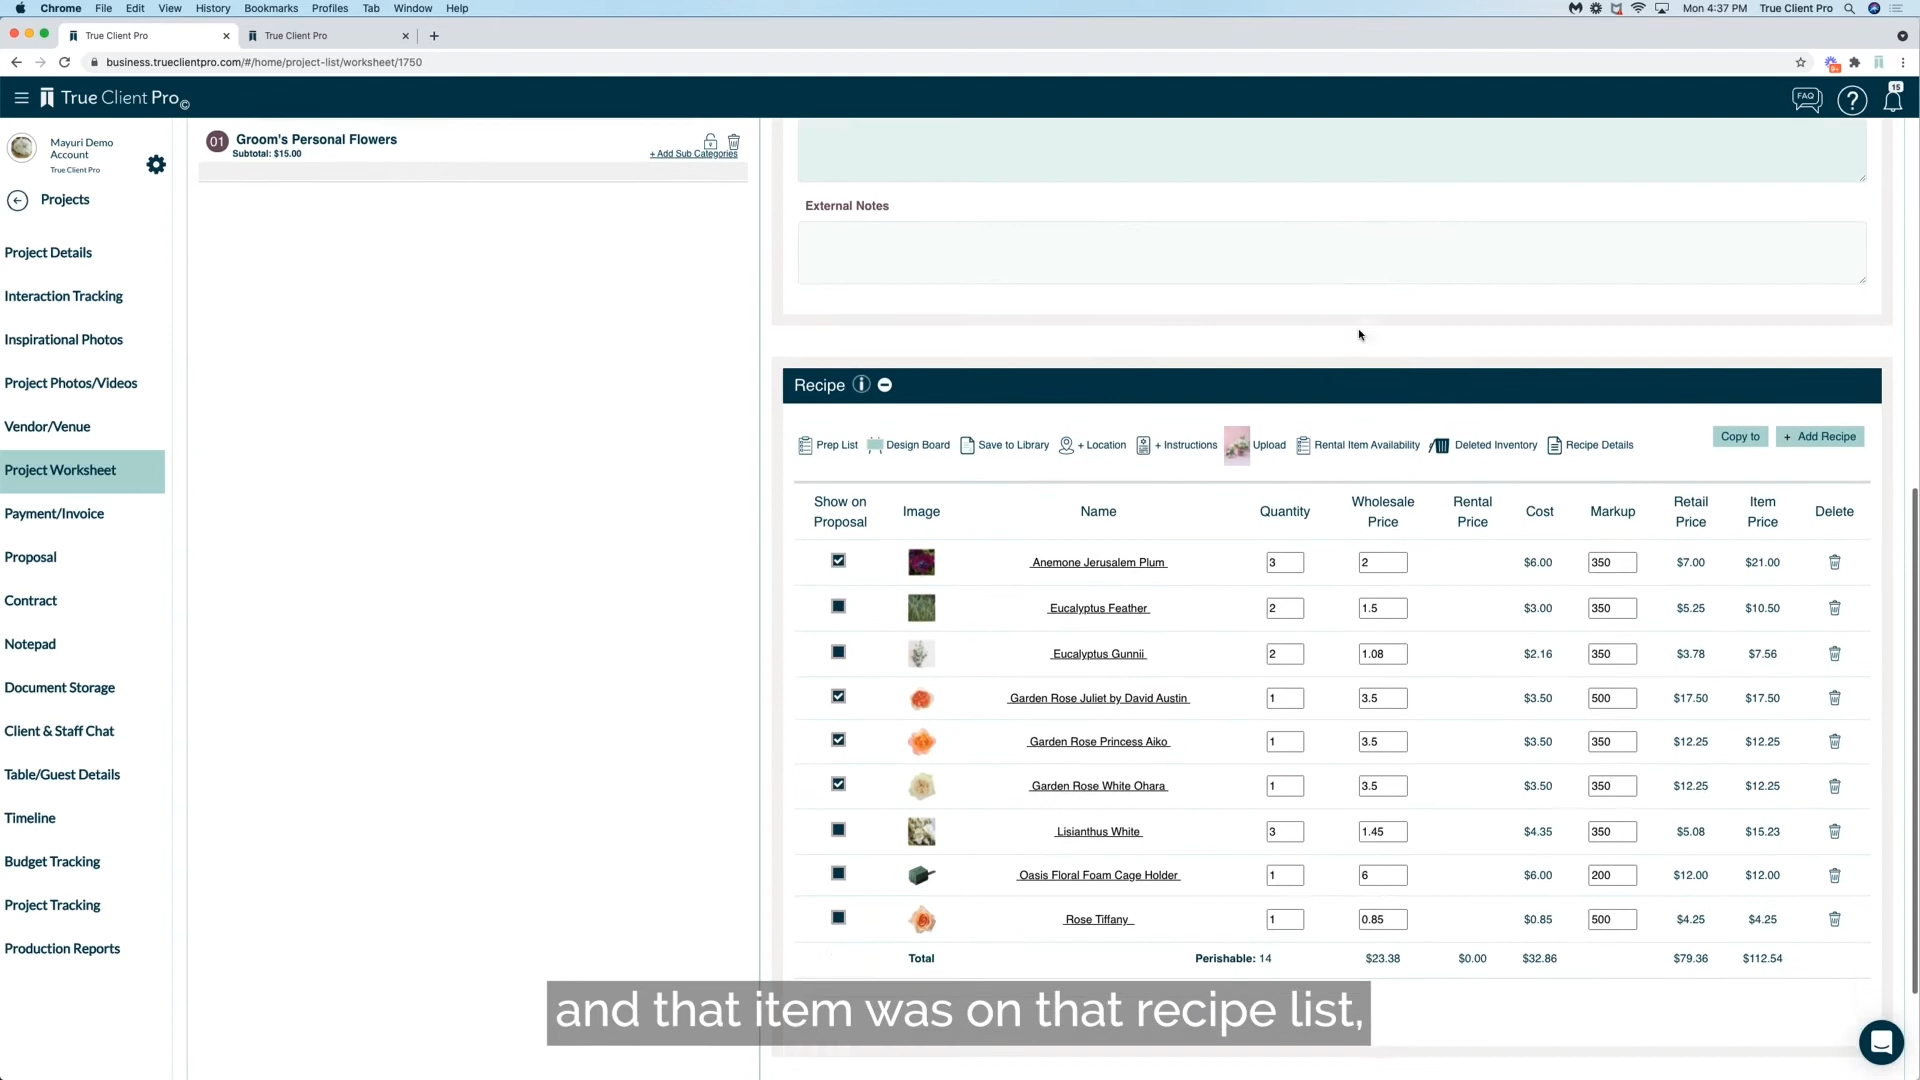 Chrome File Edit View History Bookmarks Profiles Tab Window Help Mon 4:37 PM True Client Pro
True Client Pro True Client Pro
business.trueclientpro.com/#/home/project-list/worksheet/1750
True Client Pro© FAQ ? 15
Mayuri Demo
Account
True Client Pro
Projects
Project Details
Interaction Tracking
Inspirational Photos
Project Photos/Videos
Vendor/Venue
Project Worksheet
Payment/Invoice
Proposal
Contract
Notepad
Document Storage
Client & Staff Chat
Table/Guest Details
Timeline
Budget Tracking
Project Tracking
Production Reports
01 Groom's Personal Flowers
Subtotal: $15.00 + Add Sub Categories
External Notes
Recipe
Prep List Design Board Save to Library + Location + Instructions Upload Rental Item Availability Deleted Inventory Recipe Details Copy to + Add Recipe
Show on Proposal Image Name Quantity Wholesale Price Rental Price Cost Markup Retail Price Item Price Delete
Anemone Jerusalem Plum 3 2 $6.00 350 $7.00 $21.00
Eucalyptus Feather 2 1.5 $3.00 350 $5.25 $10.50
Eucalyptus Gunnii 2 1.08 $2.16 350 $3.78 $7.56
Garden Rose Juliet by David Austin 1 3.5 $3.50 500 $17.50 $17.50
Garden Rose Princess Aiko 1 3.5 $3.50 350 $12.25 $12.25
Garden Rose White Ohara 1 3.5 $3.50 350 $12.25 $12.25
Lisianthus White 3 1.45 $4.35 350 $5.08 $15.23
Oasis Floral Foam Cage Holder 1 6 $6.00 200 $12.00 $12.00
Rose Tiffany 1 0.85 $0.85 500 $4.25 $4.25
Total Perishable: 14 $23.38 $0.00 $32.86 $79.36 $112.54
and that item was on that recipe list,